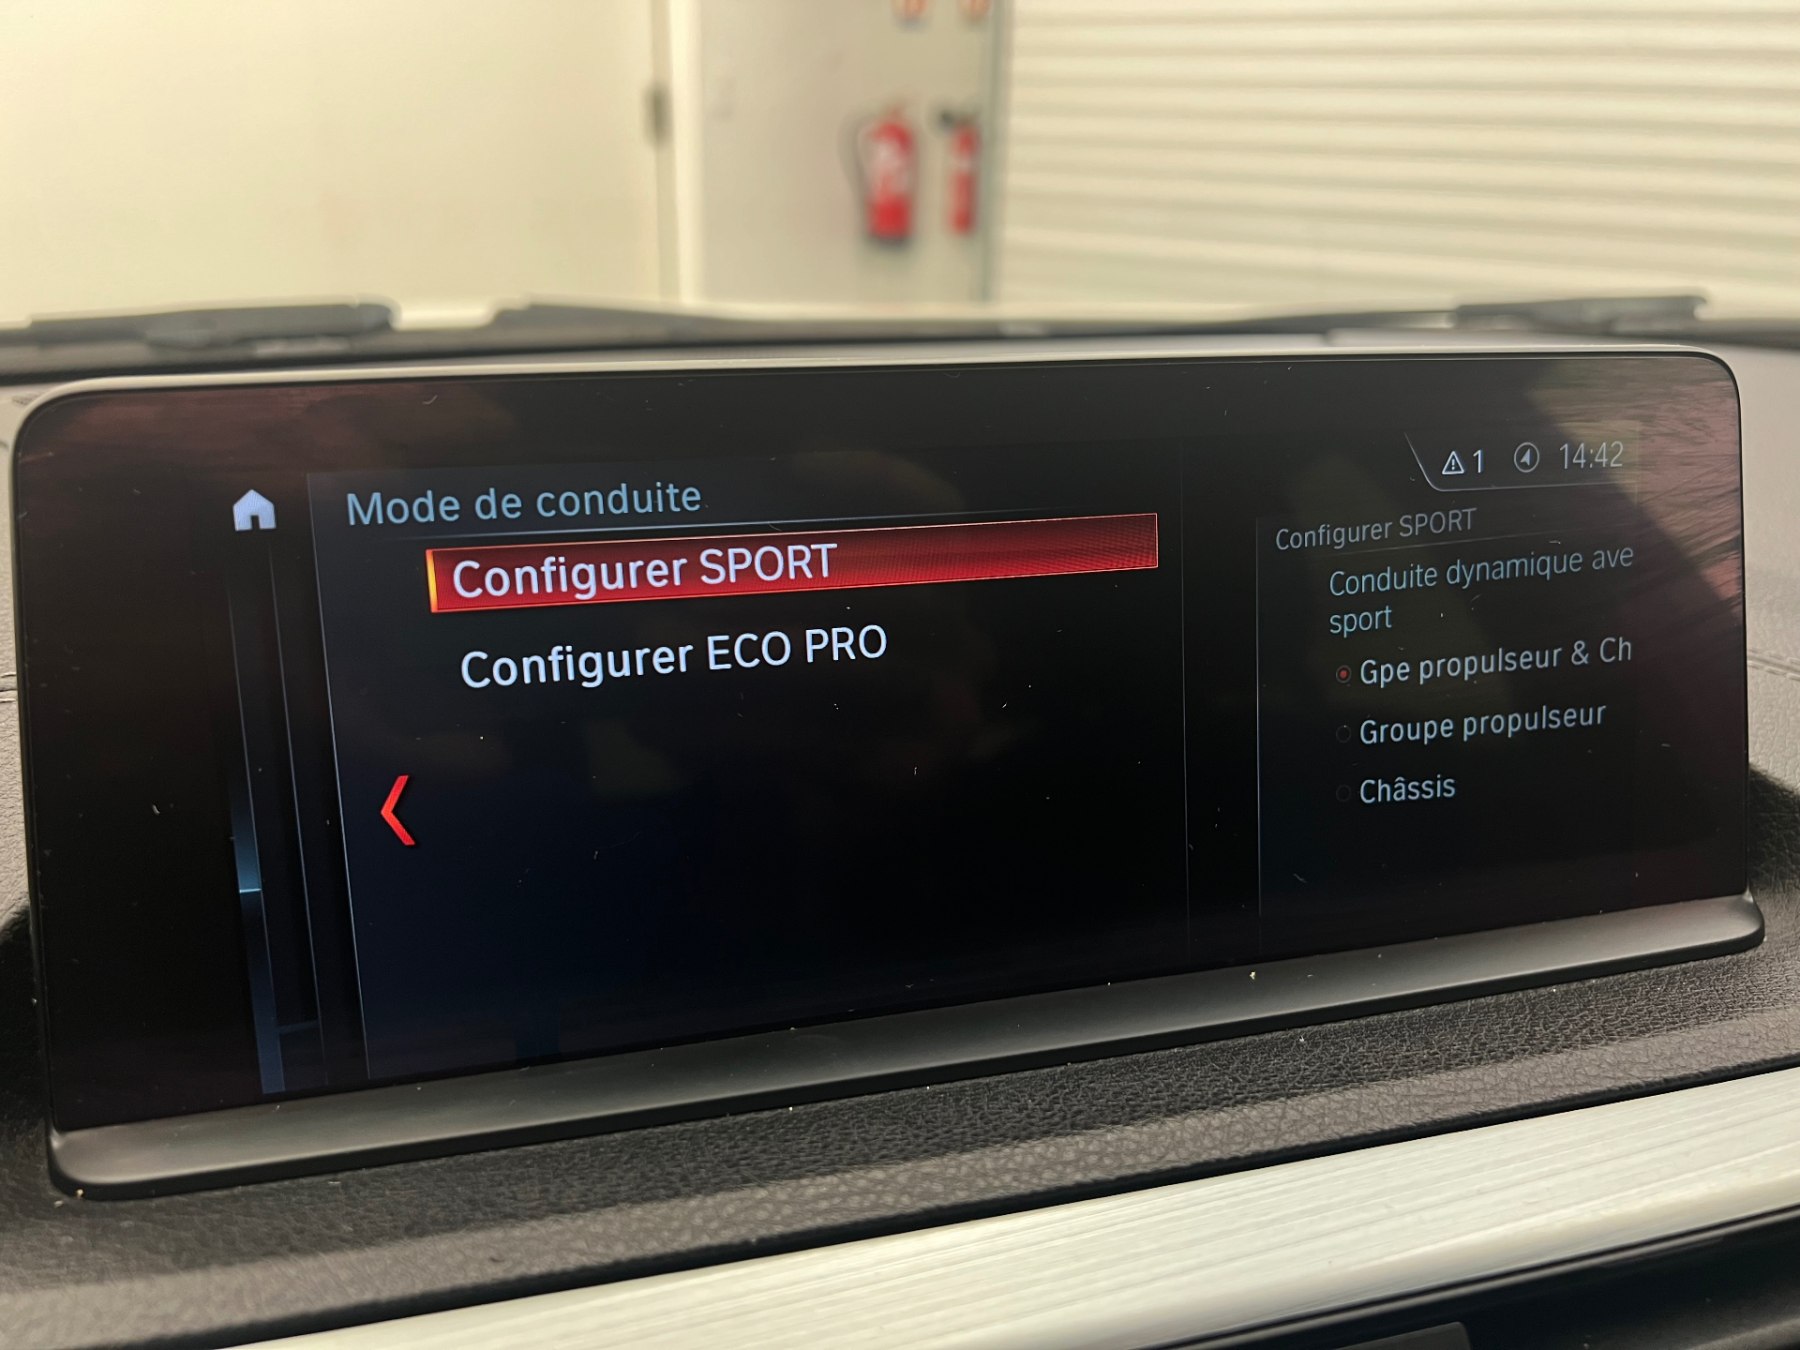 1 14:42
Mode de conduite
Configurer SPORT
Configurer ECO PRO
Configurer SPORT
Conduite dynamique ave
sport
Gpe propulseur & Ch
Groupe propulseur
Châssis